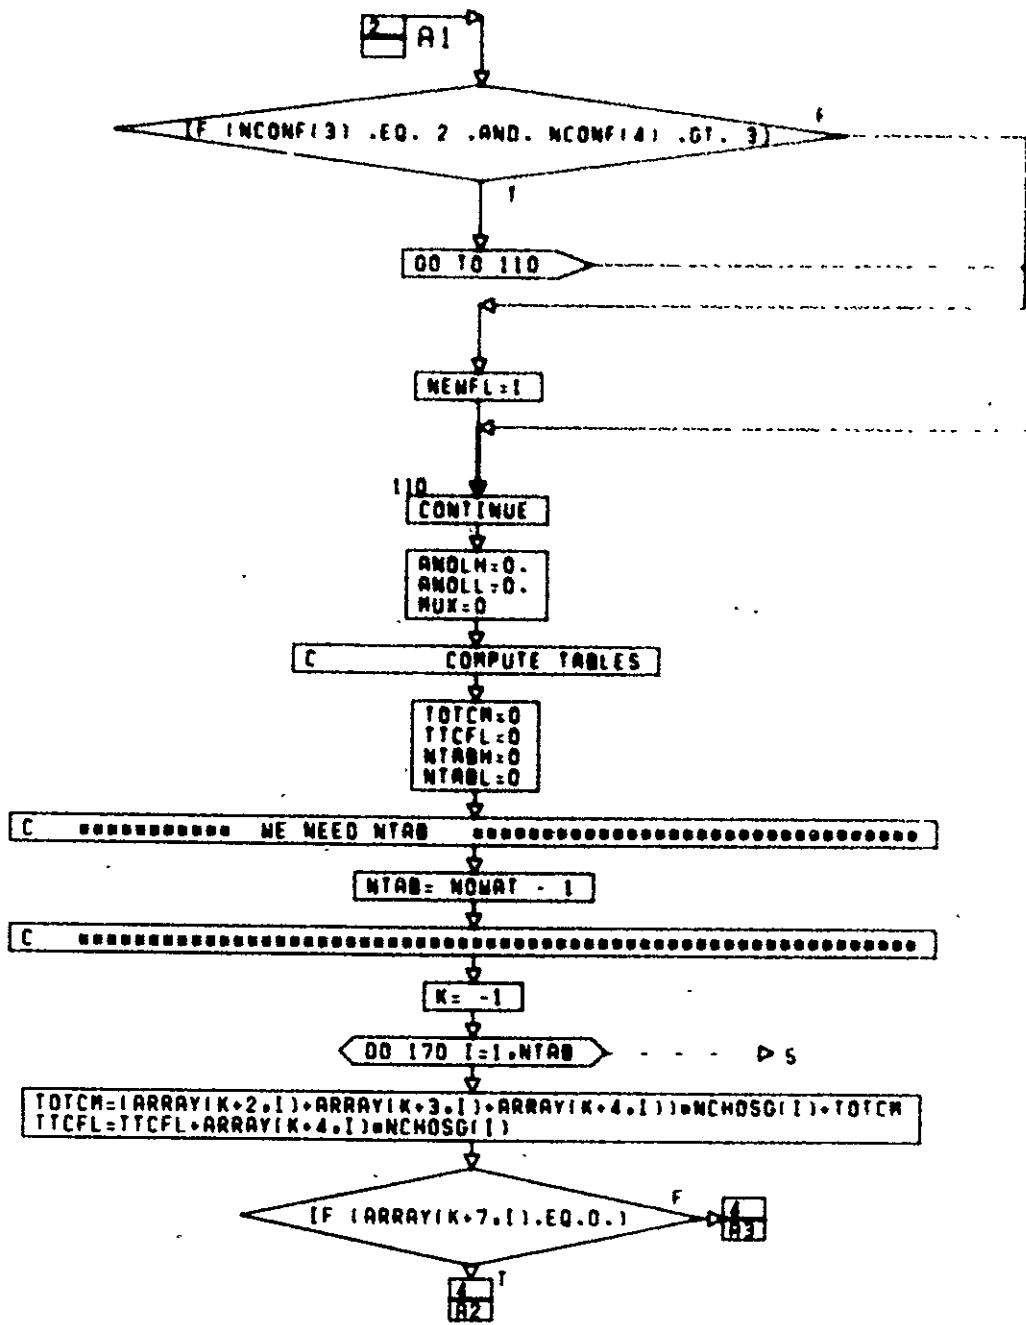 2
A1
IF (NCONF(3) .EQ. 2 .AND. NCONF(4) .GT. 3)
F
T
GO TO 110
NEWFL=1
110
CONTINUE
ANOLH=0.
ANOLL=0.
MUX=0
C COMPUTE TABLES
TOTCM=0
TTCFL=0
NTABH=0
NTABL=0
C *********** WE NEED NTAB ********************************
NTAB= NOWAT - 1
C ************************************************************
K= -1
DO 170 I=1,NTAB
5
TOTCM=(ARRAY(K+2,I)+ARRAY(K+3,I)+ARRAY(K+4,I))*NCHOSG(I)+TOTCM
TTCFL=TTCFL+ARRAY(K+4,I)*NCHOSG(I)
IF (ARRAY(K+7,I).EQ.0.)
F
4
A3
T
4
A2